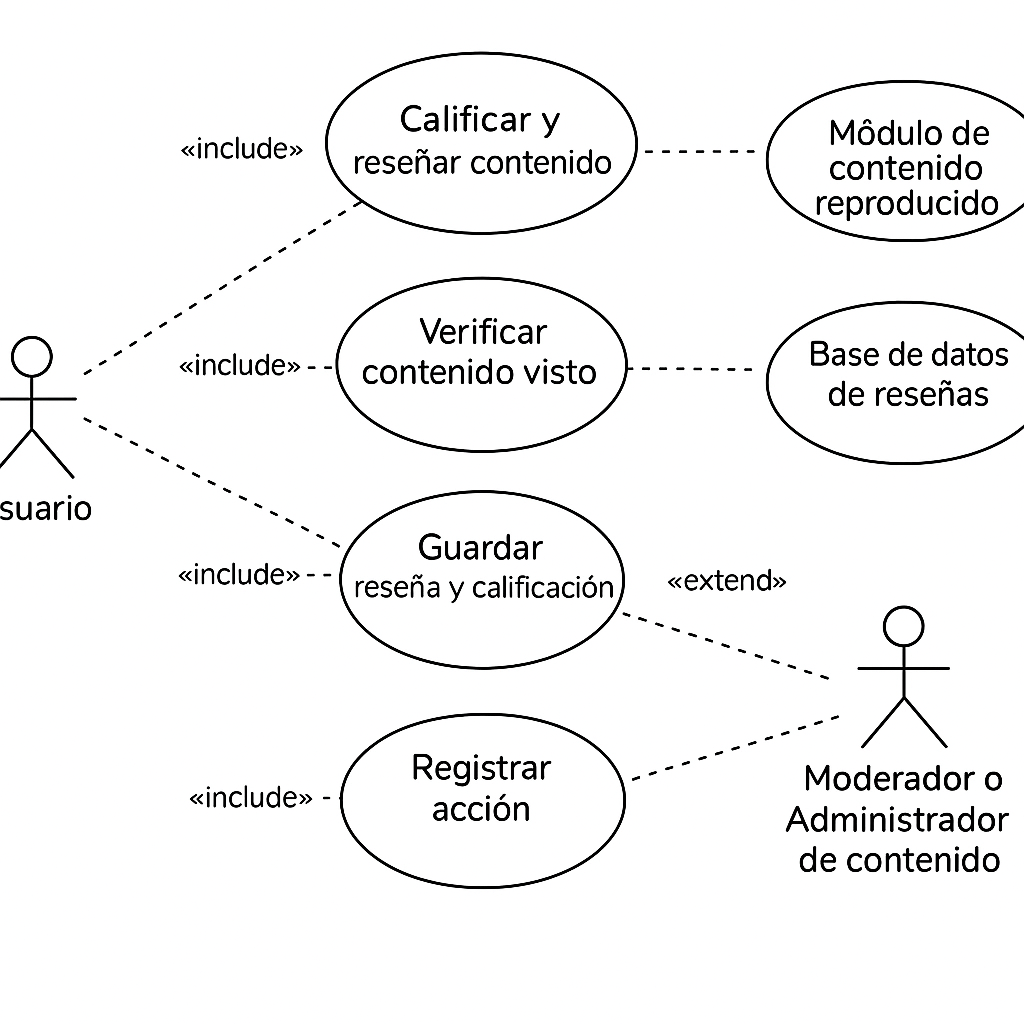 «include»
Calificar y
reseñar contenido
Môdulo de
contenido
reproducido
«include»
Verificar
contenido visto
Base de datos
de reseñas
suario
«include»
Guardar
reseña y calificación
«extend»
«include»
Registrar
acción
Moderador o
Administrador
de contenido